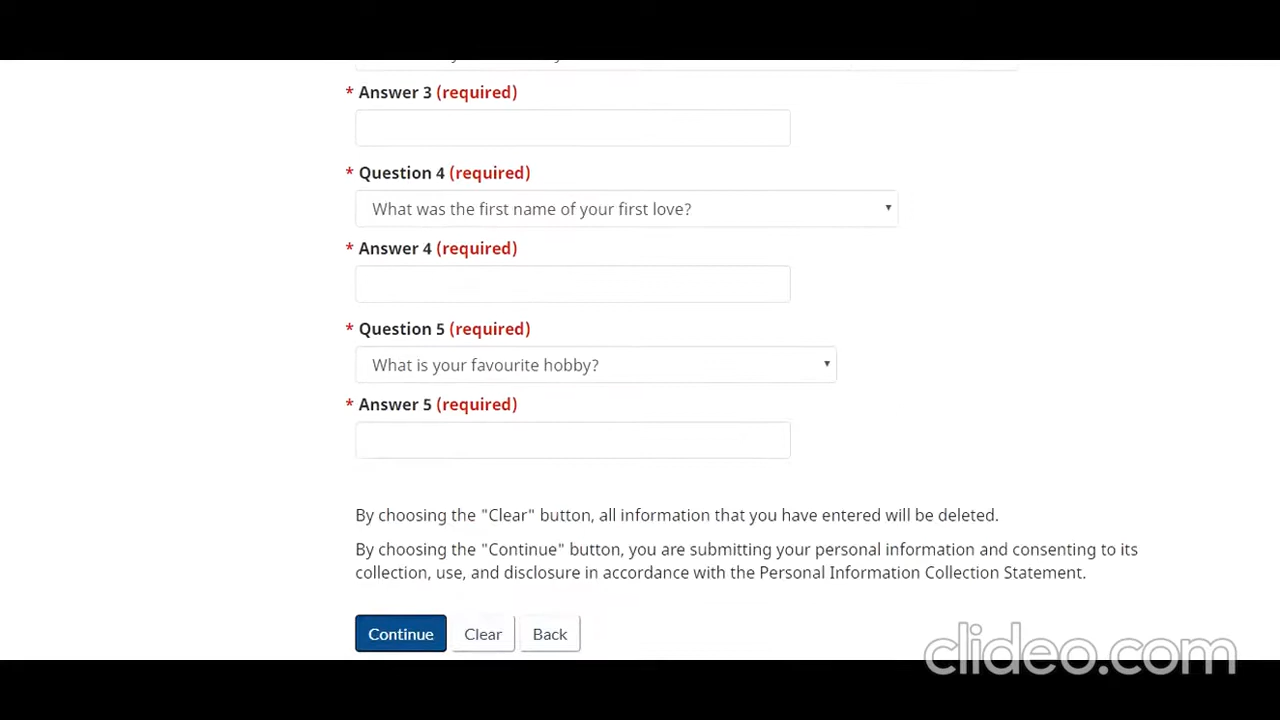 * Answer 3 (required)
* Question 4 (required)
What was the first name of your first love?
* Answer 4 (required)
* Question 5 (required)
What is your favourite hobby?
* Answer 5 (required)
By choosing the "Clear" button, all information that you have entered will be deleted.
By choosing the "Continue" button, you are submitting your personal information and consenting to its
collection, use, and disclosure in accordance with the Personal Information Collection Statement.
Continue Clear Back
clideo.com